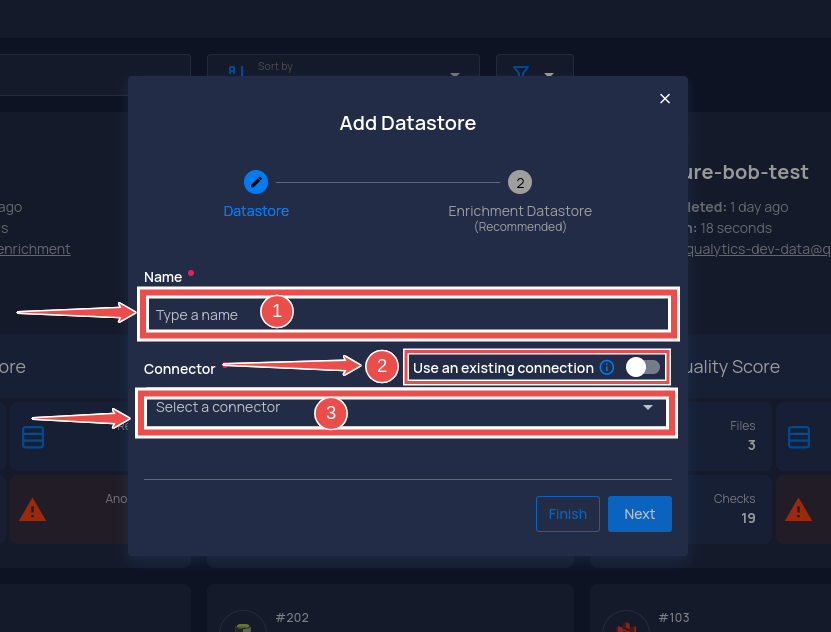 Sort by
Add Datastore
2
Datastore
Enrichment Datastore
(Recommended)
ure-bob-test
ago
leted: 1 day ago
s
n: 18 seconds
enrichment
qualytics-dev-data@q
Name
Type a name
1
Connector
2
Use an existing connection
Select a connector
3
ore
uality Score
Re
Files
3
Ano
Checks
19
Finish
Next
#202
#103